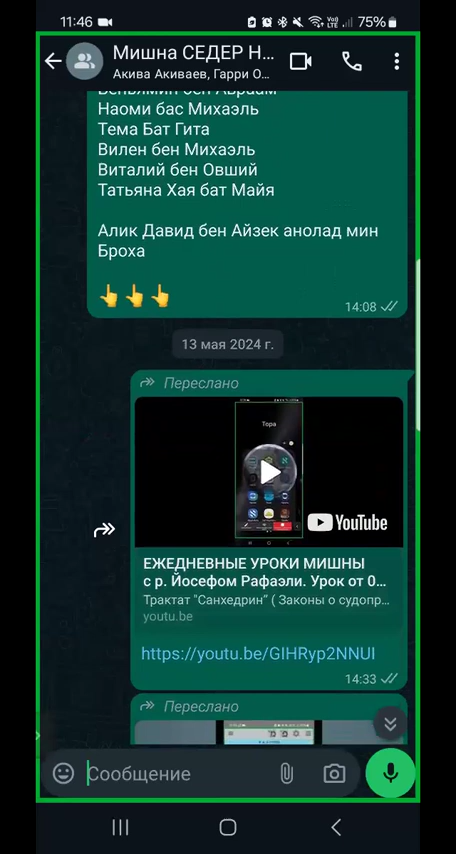 11:46
75%
Мишна СЕДЕР Н...
Акива Акиваев, Гарри О...
Веньямин бен Авраам
Наоми бас Михаэль
Тема Бат Гита
Вилен бен Михаэль
Виталий бен Овший
Татьяна Хая бат Майя
Алик Давид бен Айзек анолад мин
Броха
14:08
13 мая 2024 г.
Переслано
Тора
YouTube
ЕЖЕДНЕВНЫЕ УРОКИ МИШНЫ
с р. Йосефом Рафаэли. Урок от 0...
Трактат "Санхедрин" ( Законы о судопр...
youtu.be
https://youtu.be/GIHRyp2NNUI
14:33
Переслано
Сообщение